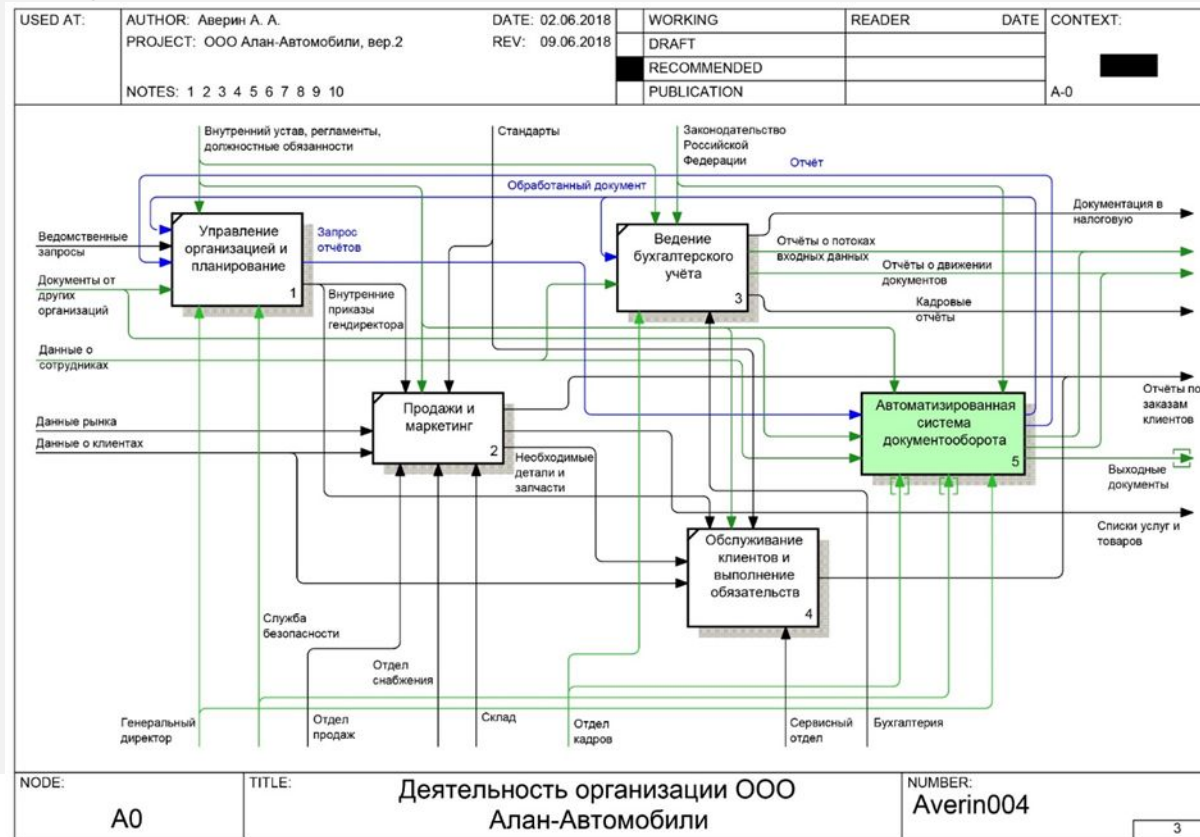 USED AT:
AUTHOR: Аверин А. А.
DATE: 02.06.2018
PROJECT: ООО Алан-Автомобили, вер.2
REV: 09.06.2018
NOTES: 1 2 3 4 5 6 7 8 9 10
WORKING
DRAFT
RECOMMENDED
PUBLICATION
READER
DATE
CONTEXT:
A-0
Внутренний устав, регламенты,
должностные обязанности
Стандарты
Законодательство
Российской
Федерации
Отчёт
Обработанный документ
Ведомственные
запросы
Управление
организацией и
планирование
1
Запрос
отчётов
Ведение
бухгалтерского
учёта
3
Документация в
налоговую
Отчёты о потоках
входных данных
Отчёты о движении
документов
Кадровые
отчёты
Документы от
других
организаций
Внутренние
приказы
гендиректора
Данные о
сотрудниках
Отчёты по
заказам
клиентов
Продажи и
маркетинг
2
Автоматизированная
система
документооборота
5
Данные рынка
Данные о клиентах
Необходимые
детали и
запчасти
Выходные
документы
Списки услуг и
товаров
Обслуживание
клиентов и
выполнение
обязательств
4
Служба
безопасности
Отдел
снабжения
Генеральный
директор
Отдел
продаж
Склад
Отдел
кадров
Сервисный
отдел
Бухгалтерия
NODE:
A0
TITLE:
Деятельность организации ООО
Алан-Автомобили
NUMBER:
Averin004
3